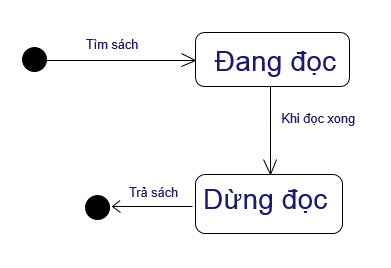 Tìm sách
Đang đọc
Khi đọc xong
Trả sách
Dừng đọc